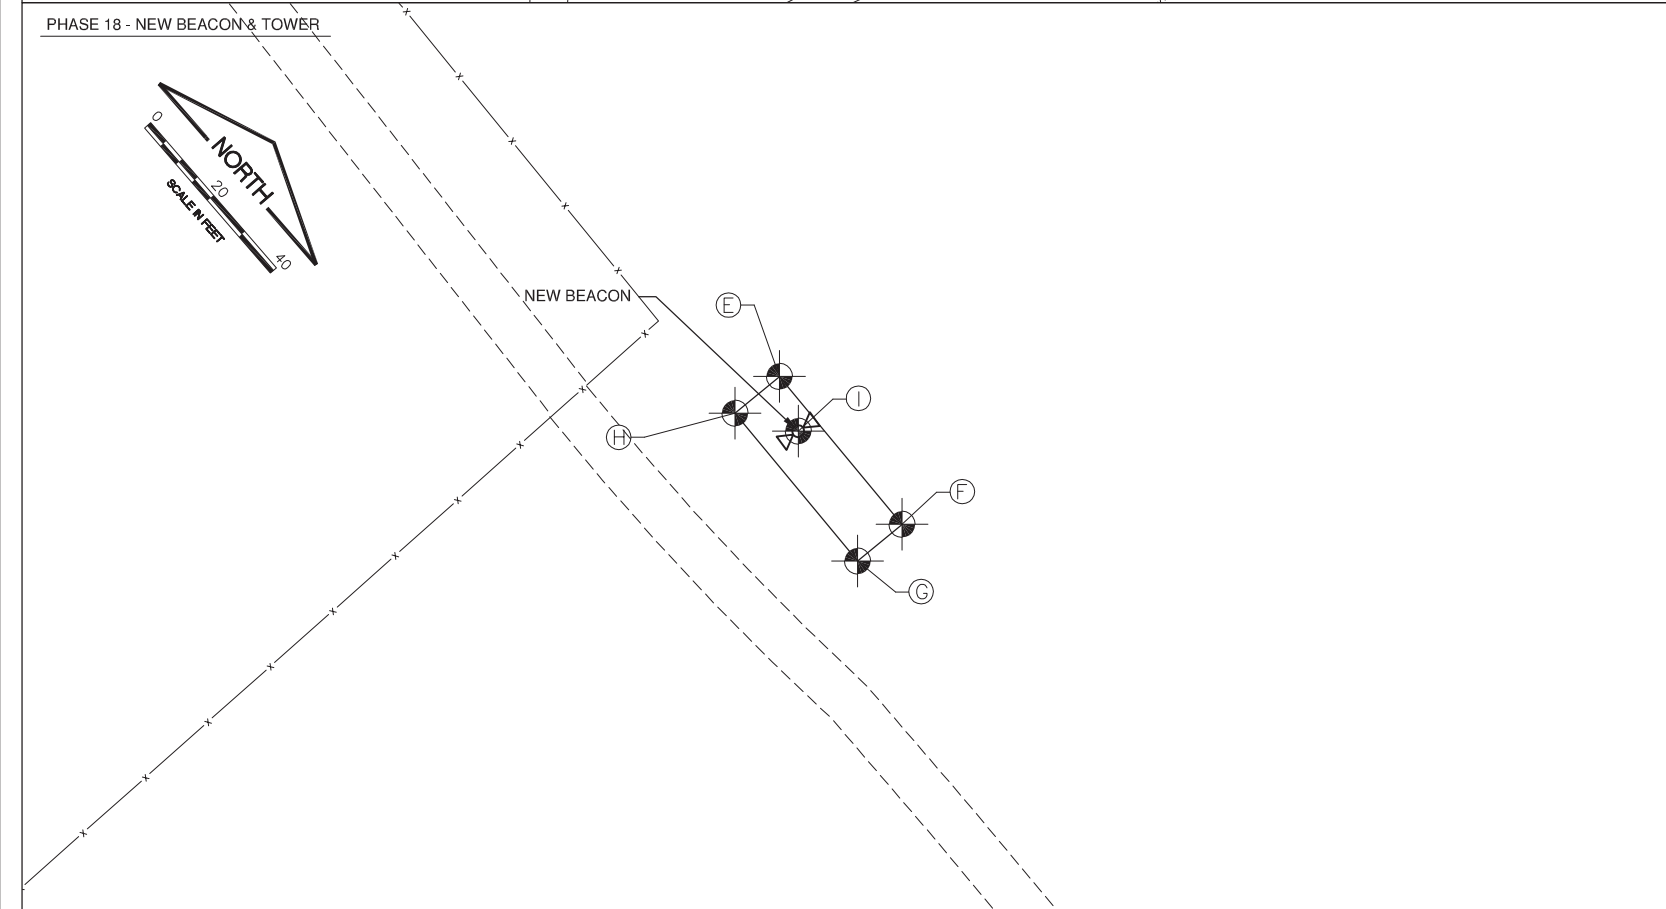 PHASE 18 - NEW BEACON & TOWER
0
NORTH
20
SCALE IN FEET
40
NEW BEACON
E
I
H
F
G